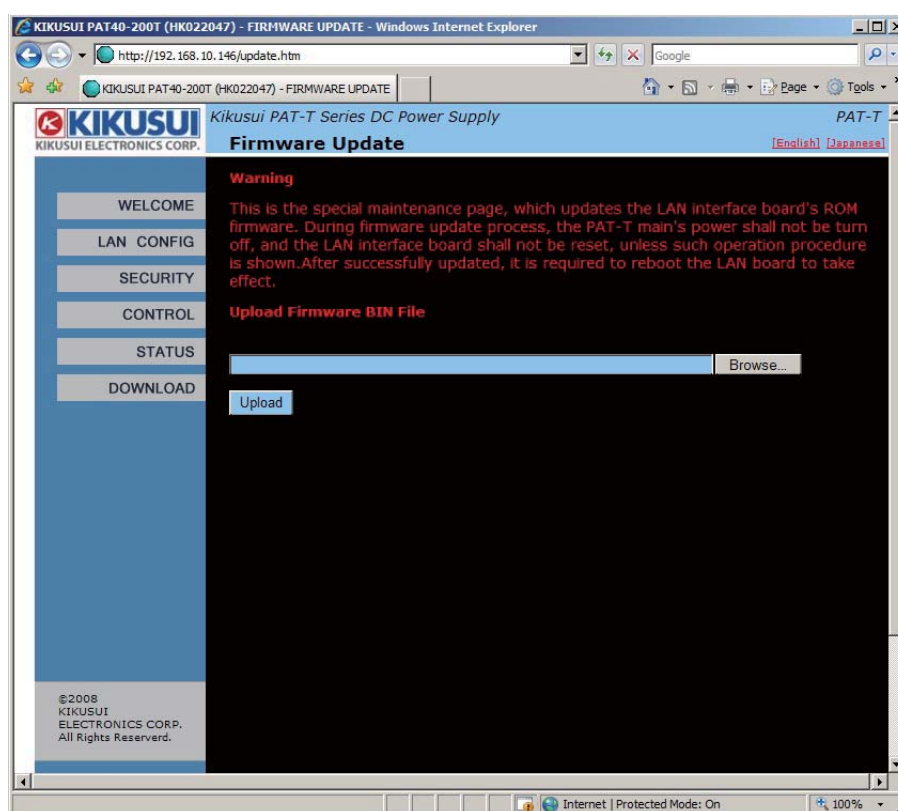 KIKUSUI PAT40-200T (HK022047) - FIRMWARE UPDATE - Windows Internet Explorer
http://192.168.10.146/update.htm
Google
KIKUSUI PAT40-200T (HK022047) - FIRMWARE UPDATE
Page
Tools
KIKUSUI
KIKUSUI ELECTRONICS CORP.
Kikusui PAT-T Series DC Power Supply
PAT-T
Firmware Update
[English] [Japanese]
WELCOME
LAN CONFIG
SECURITY
CONTROL
STATUS
DOWNLOAD
Warning
This is the special maintenance page, which updates the LAN interface board's ROM
firmware. During firmware update process, the PAT-T main's power shall not be turn
off, and the LAN interface board shall not be reset, unless such operation procedure
is shown.After successfully updated, it is required to reboot the LAN board to take
effect.
Upload Firmware BIN File
Browse...
Upload
©2008
KIKUSUI
ELECTRONICS CORP.
All Rights Reserverd.
Internet | Protected Mode: On
100%